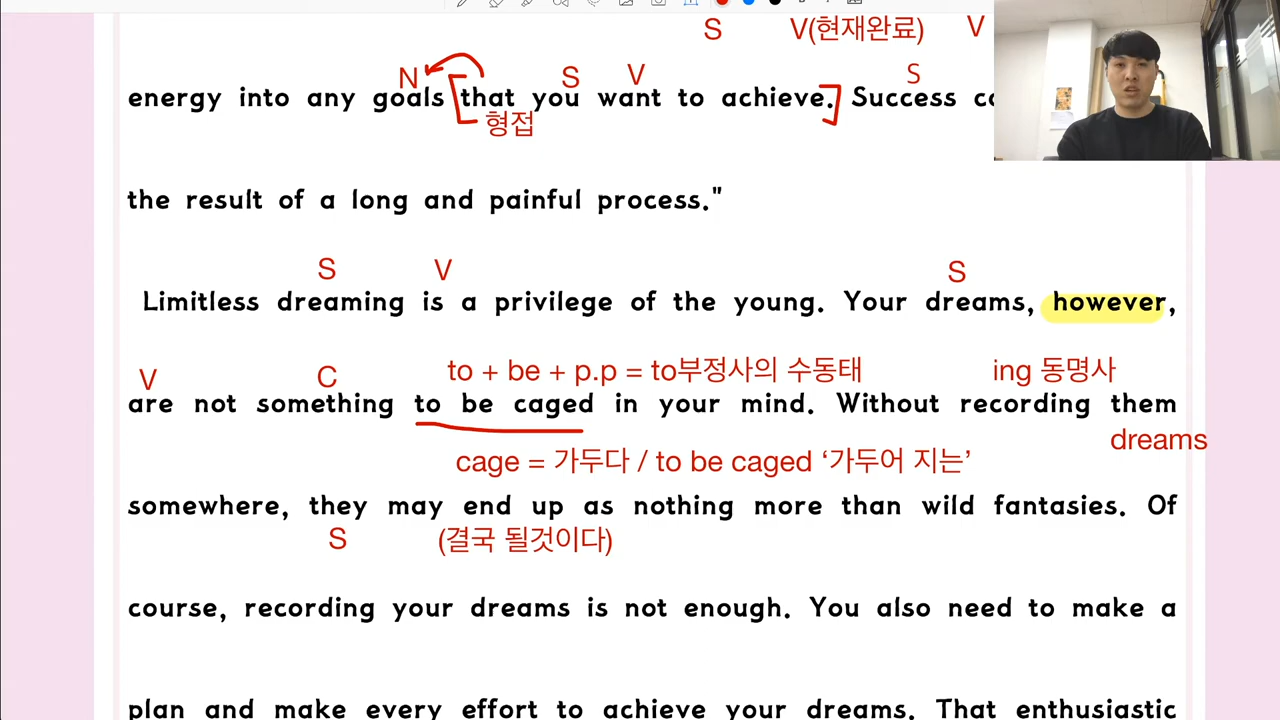 S V(현재완료) V
N S V S
energy into any goals that you want to achieve. Success
형접
the result of a long and painful process."
S V S
Limitless dreaming is a privilege of the young. Your dreams, however,
V C to + be + p.p = to부정사의 수동태 ing 동명사
are not something to be caged in your mind. Without recording them
dreams
cage = 가두다 / to be caged ‘가두어 지는’
somewhere, they may end up as nothing more than wild fantasies. Of
S (결국 될것이다)
course, recording your dreams is not enough. You also need to make a
plan and make every effort to achieve your dreams. That enthusiastic